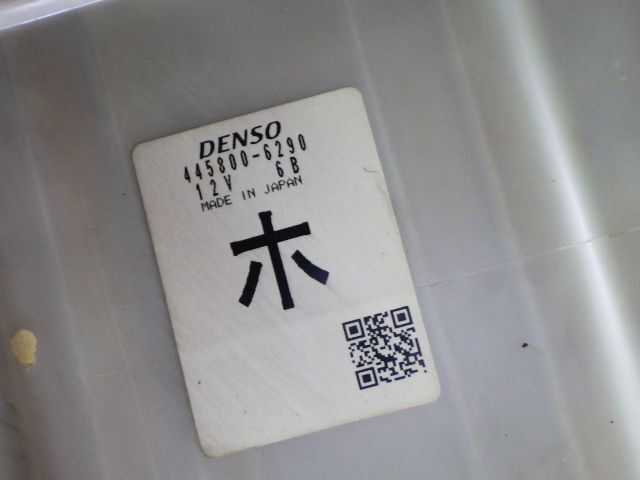 DENSO
445800-6290
12V 6B
MADE IN JAPAN
ホ